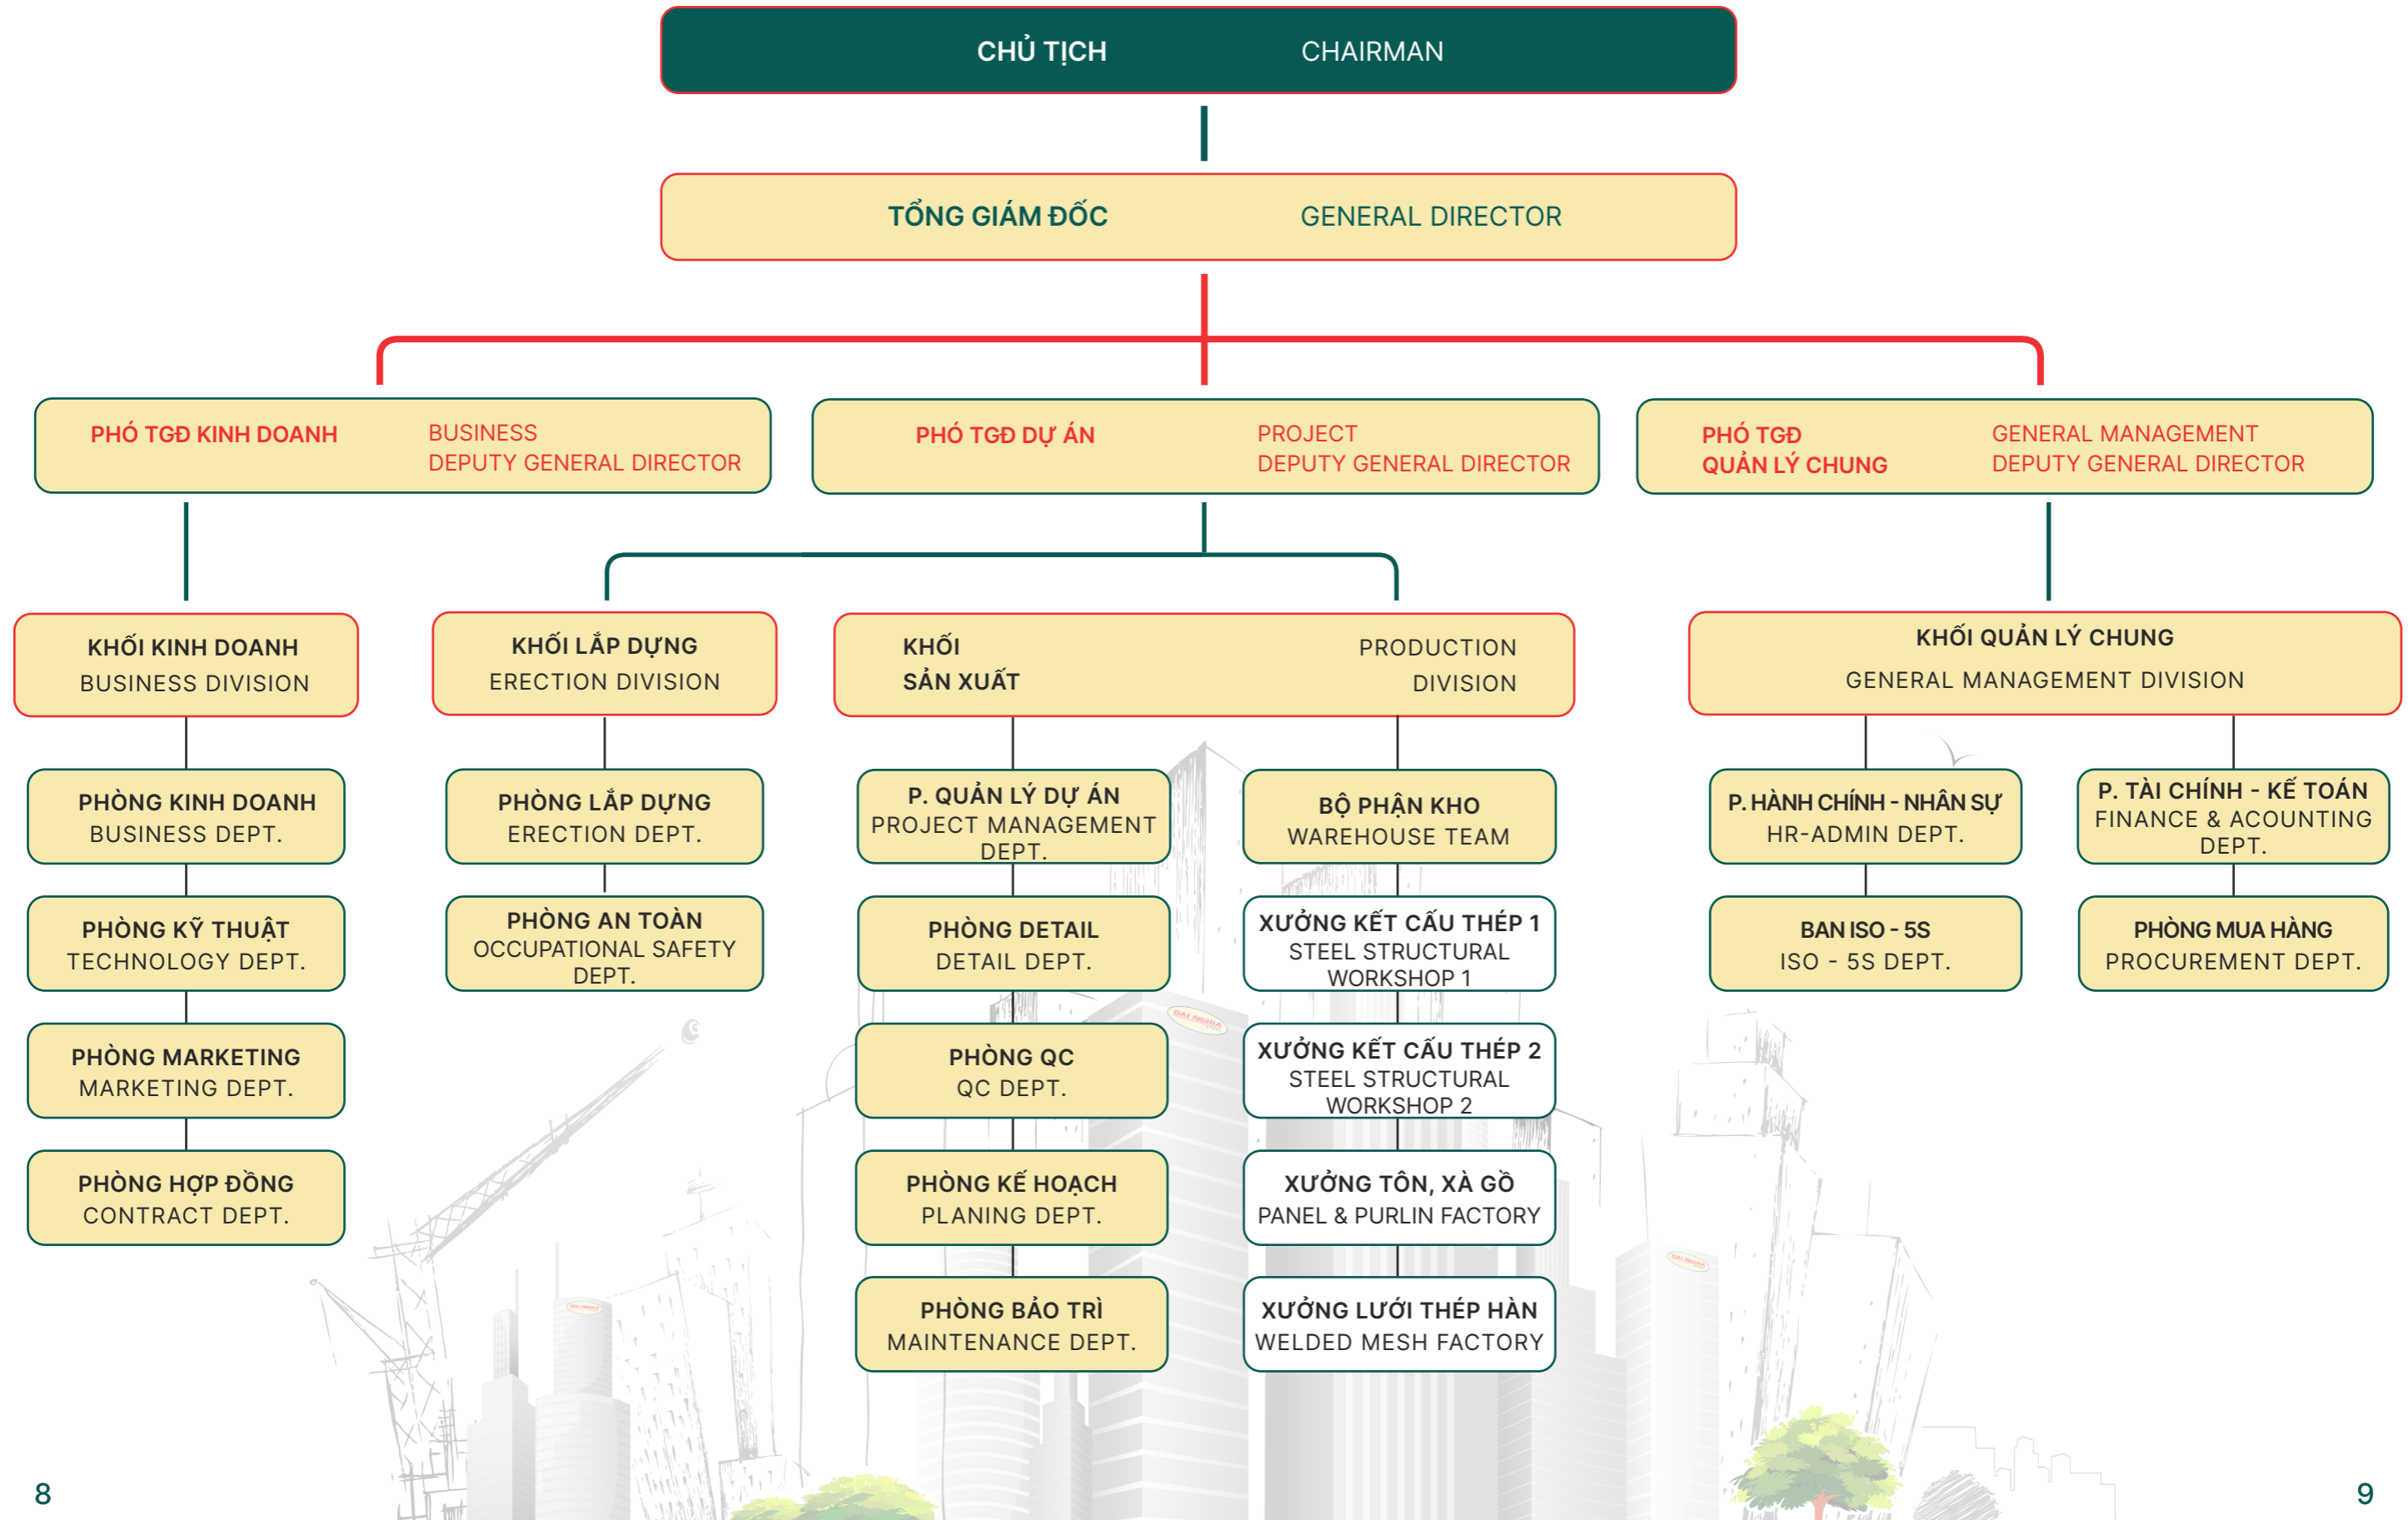 CHỦ TỊCH CHAIRMAN
TỔNG GIÁM ĐỐC GENERAL DIRECTOR
PHÓ TGĐ KINH DOANH
BUSINESS
DEPUTY GENERAL DIRECTOR
PHÓ TGĐ DỰ ÁN
PROJECT
DEPUTY GENERAL DIRECTOR
PHÓ TGĐ
QUẢN LÝ CHUNG
GENERAL MANAGEMENT
DEPUTY GENERAL DIRECTOR
KHỐI KINH DOANH
BUSINESS DIVISION
PHÒNG KINH DOANH
BUSINESS DEPT.
PHÒNG KỸ THUẬT
TECHNOLOGY DEPT.
PHÒNG MARKETING
MARKETING DEPT.
PHÒNG HỢP ĐỒNG
CONTRACT DEPT.
KHỐI LẮP DỰNG
ERECTION DIVISION
PHÒNG LẮP DỰNG
ERECTION DEPT.
PHÒNG AN TOÀN
OCCUPATIONAL SAFETY
DEPT.
KHỐI
SẢN XUẤT
PRODUCTION
DIVISION
P. QUẢN LÝ DỰ ÁN
PROJECT MANAGEMENT
DEPT.
PHÒNG DETAIL
DETAIL DEPT.
PHÒNG QC
QC DEPT.
PHÒNG KẾ HOẠCH
PLANING DEPT.
PHÒNG BẢO TRÌ
MAINTENANCE DEPT.
BỘ PHẬN KHO
WAREHOUSE TEAM
XƯỞNG KẾT CẤU THÉP 1
STEEL STRUCTURAL
WORKSHOP 1
XƯỞNG KẾT CẤU THÉP 2
STEEL STRUCTURAL
WORKSHOP 2
XƯỞNG TÔN, XÀ GỒ
PANEL & PURLIN FACTORY
XƯỞNG LƯỚI THÉP HÀN
WELDED MESH FACTORY
KHỐI QUẢN LÝ CHUNG
GENERAL MANAGEMENT DIVISION
P. HÀNH CHÍNH - NHÂN SỰ
HR-ADMIN DEPT.
BAN ISO - 5S
ISO - 5S DEPT.
P. TÀI CHÍNH - KẾ TOÁN
FINANCE & ACOUNTING
DEPT.
PHÒNG MUA HÀNG
PROCUREMENT DEPT.
DAI NGHIA
8
9